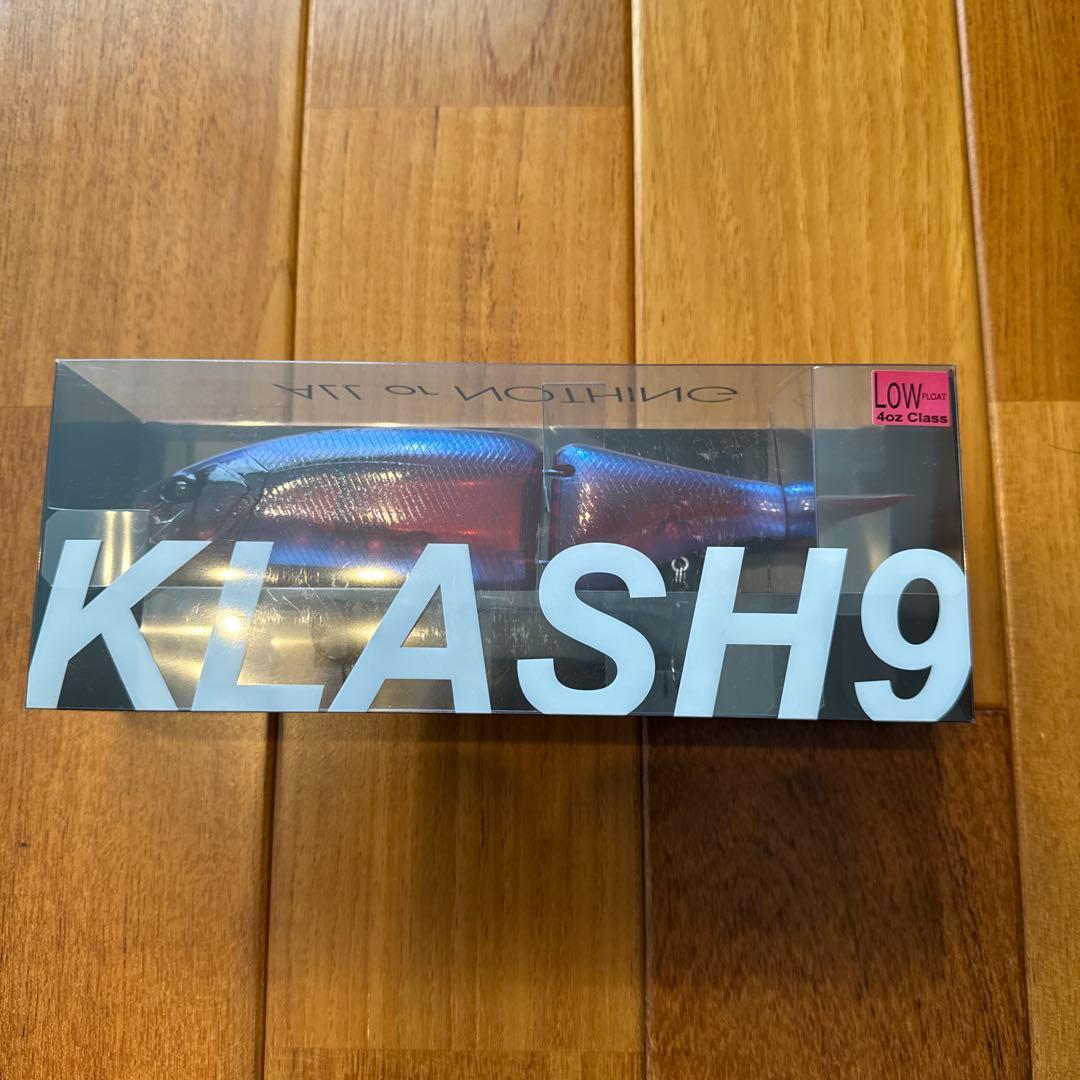 ALL or NOTHING
LOW FLOAT
4oz Class
KLASH9